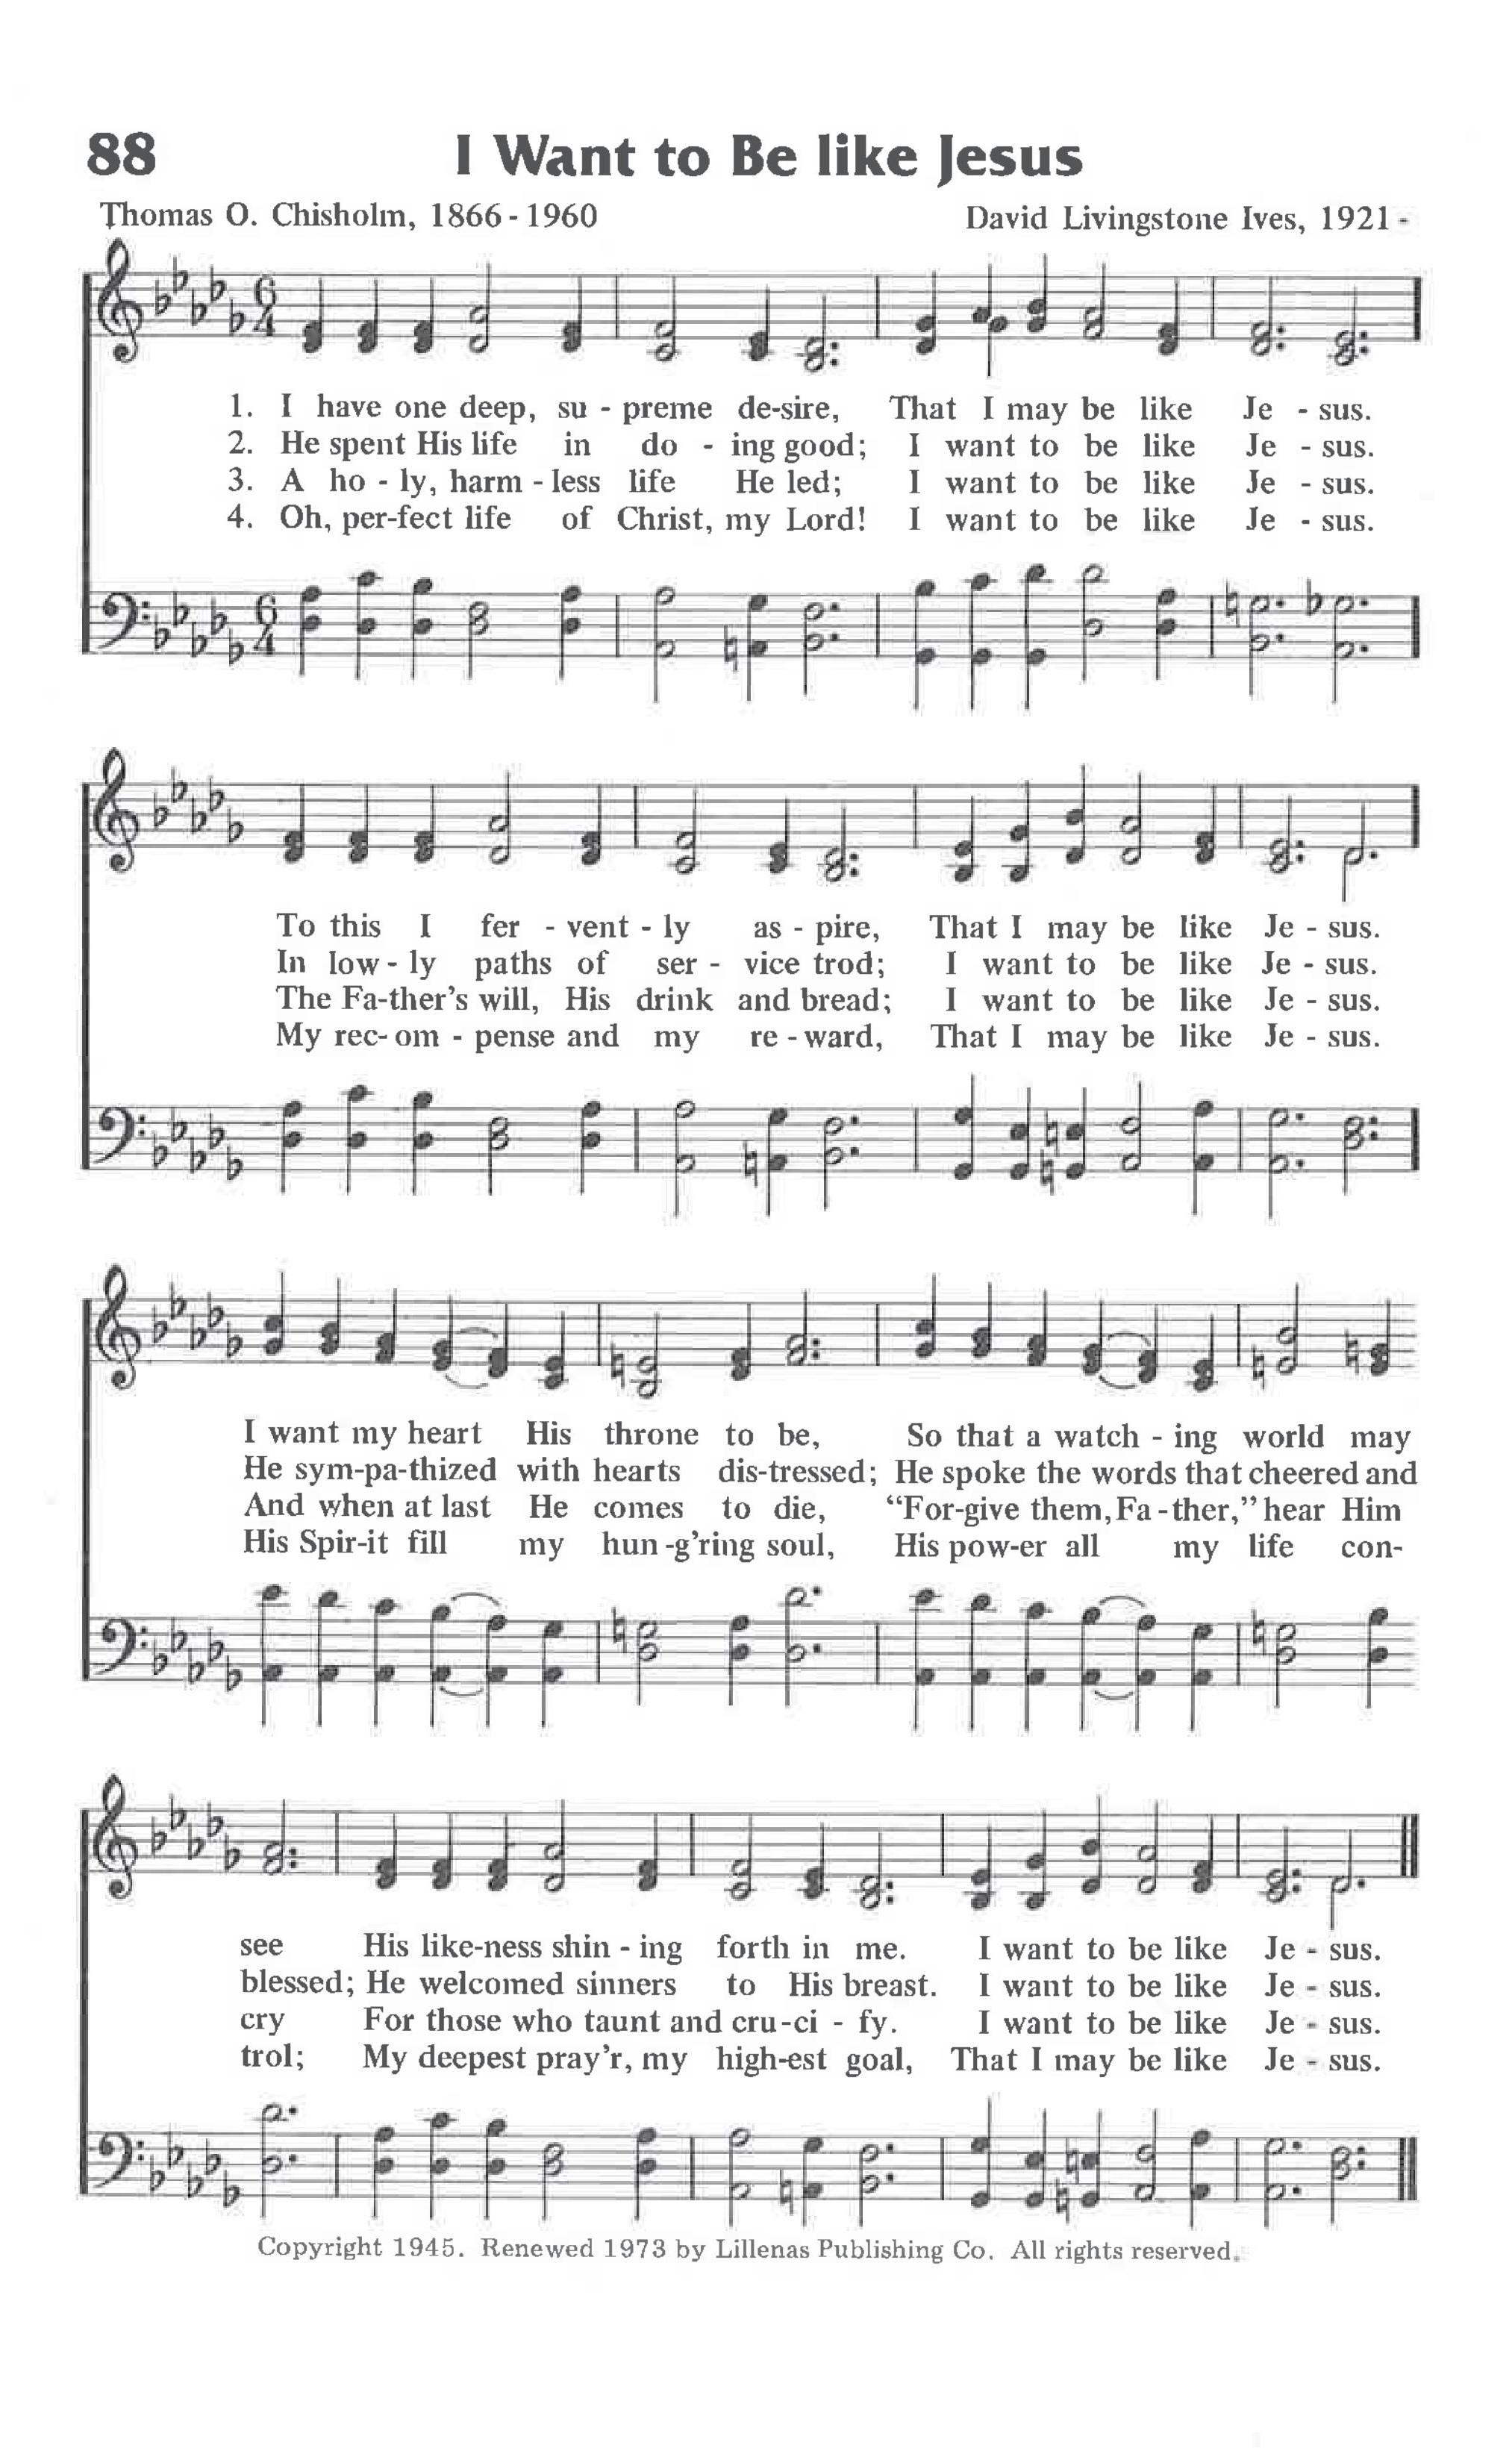 88 I Want to Be like Jesus
Thomas O. Chisholm, 1866-1960 David Livingstone Ives, 1921-
6
4
1. I have one deep, su - preme de-sire, That I may be like Je - sus.
2. He spent His life in do - ing good; I want to be like Je - sus.
3. A ho - ly, harm - less life He led; I want to be like Je - sus.
4. Oh, per-fect life of Christ, my Lord! I want to be like Je - sus.
6
4
To this I fer - vent - ly as - pire, That I may be like Je - sus.
In low - ly paths of ser - vice trod; I want to be like Je - sus.
The Fa-ther's will, His drink and bread; I want to be like Je - sus.
My rec- om - pense and my re - ward, That I may be like Je - sus.
I want my heart His throne to be, So that a watch - ing world may
He sym-pa-thized with hearts dis-tressed; He spoke the words that cheered and
And when at last He comes to die, “For-give them, Fa - ther,” hear Him
His Spir-it fill my hun -g'ring soul, His pow-er all my life con-
see His like-ness shin - ing forth in me. I want to be like Je - sus.
blessed; He welcomed sinners to His breast. I want to be like Je - sus.
cry For those who taunt and cru-ci - fy. I want to be like Je - sus.
trol; My deepest pray'r, my high-est goal, That I may be like Je - sus.
Copyright 1945. Renewed 1973 by Lillenas Publishing Co. All rights reserved.